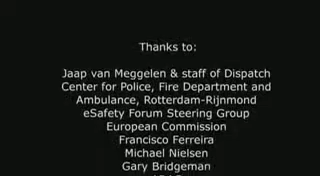 Thanks to:
Jaap van Meggelen & staff of Dispatch
Center for Police, Fire Department and
Ambulance, Rotterdam-Rijnmond
eSafety Forum Steering Group
European Commission
Francisco Ferreira
Michael Nielsen
Gary Bridgeman